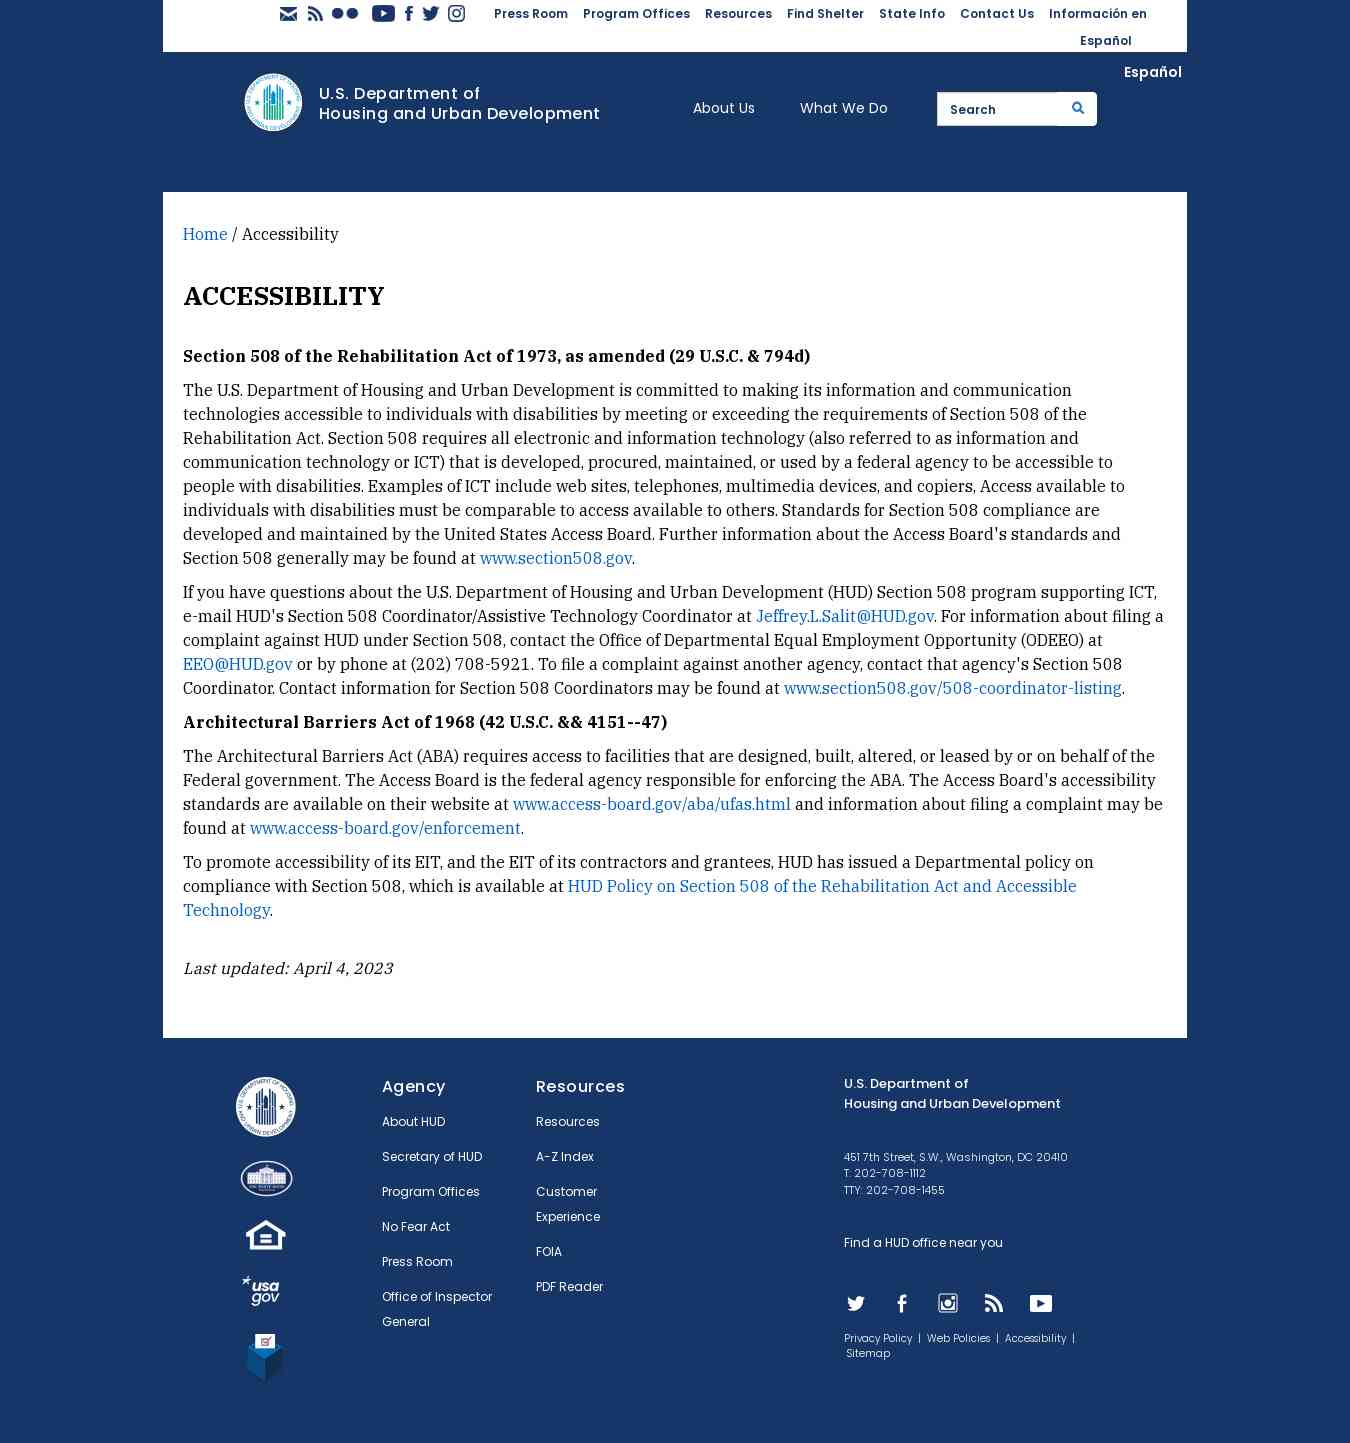 Press Room Program Offices Resources Find Shelter State Info Contact Us Información en
Español
Español
U.S. Department of
Housing and Urban Development
About Us What We Do Search
Home / Accessibility
ACCESSIBILITY
Section 508 of the Rehabilitation Act of 1973, as amended (29 U.S.C. & 794d)
The U.S. Department of Housing and Urban Development is committed to making its information and communication
technologies accessible to individuals with disabilities by meeting or exceeding the requirements of Section 508 of the
Rehabilitation Act. Section 508 requires all electronic and information technology (also referred to as information and
communication technology or ICT) that is developed, procured, maintained, or used by a federal agency to be accessible to
people with disabilities. Examples of ICT include web sites, telephones, multimedia devices, and copiers, Access available to
individuals with disabilities must be comparable to access available to others. Standards for Section 508 compliance are
developed and maintained by the United States Access Board. Further information about the Access Board's standards and
Section 508 generally may be found at www.section508.gov.
If you have questions about the U.S. Department of Housing and Urban Development (HUD) Section 508 program supporting ICT,
e-mail HUD's Section 508 Coordinator/Assistive Technology Coordinator at Jeffrey.L.Salit@HUD.gov. For information about filing a
complaint against HUD under Section 508, contact the Office of Departmental Equal Employment Opportunity (ODEEO) at
EEO@HUD.gov or by phone at (202) 708-5921. To file a complaint against another agency, contact that agency's Section 508
Coordinator. Contact information for Section 508 Coordinators may be found at www.section508.gov/508-coordinator-listing.
Architectural Barriers Act of 1968 (42 U.S.C. && 4151--47)
The Architectural Barriers Act (ABA) requires access to facilities that are designed, built, altered, or leased by or on behalf of the
Federal government. The Access Board is the federal agency responsible for enforcing the ABA. The Access Board's accessibility
standards are available on their website at www.access-board.gov/aba/ufas.html and information about filing a complaint may be
found at www.access-board.gov/enforcement.
To promote accessibility of its EIT, and the EIT of its contractors and grantees, HUD has issued a Departmental policy on
compliance with Section 508, which is available at HUD Policy on Section 508 of the Rehabilitation Act and Accessible
Technology.
Last updated: April 4, 2023
usa
gov
Agency
About HUD
Secretary of HUD
Program Offices
No Fear Act
Press Room
Office of Inspector
General
Resources
Resources
A-Z Index
Customer
Experience
FOIA
PDF Reader
U.S. Department of
Housing and Urban Development
451 7th Street, S.W., Washington, DC 20410
T: 202-708-1112
TTY: 202-708-1455
Find a HUD office near you
Privacy Policy | Web Policies | Accessibility |
Sitemap